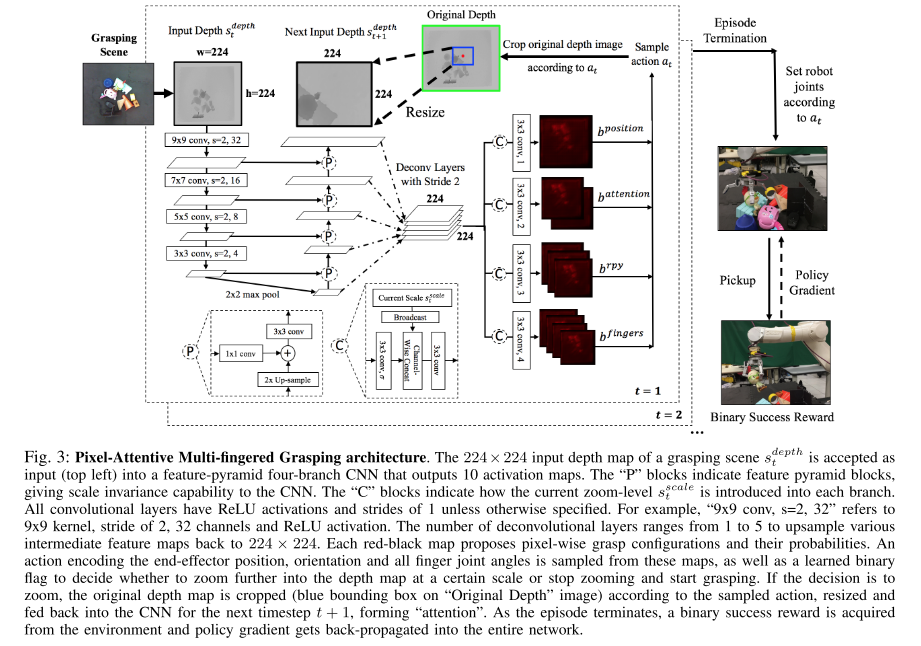 Original Depth
Episode
Termination
Grasping
Scene
Input Depth s_t^{depth}
w=224
h=224
Next Input Depth s_{t+1}^{depth}
224
224
Crop original depth image
according to a_t
Sample
action a_t
Set robot
joints
according
to a_t
Resize
9x9 conv, s=2, 32
7x7 conv, s=2, 16
5x5 conv, s=2, 8
3x3 conv, s=2, 4
2x2 max pool
P
P
P
P
Deconv Layers
with Stride 2
224
224
C
3x3 conv, 1
b^{position}
C
3x3 conv, 2
b^{attention}
C
3x3 conv, 3
b^{rpy}
C
3x3 conv, 4
b^{fingers}
Pickup
Policy
Gradient
P
3x3 conv
1x1 conv
+
2x Up-sample
C
Current Scale s_t^{scale}
Broadcast
3x3 conv, σ
Channel-
Wise Concat
3x3 conv
t = 1
t = 2
...
Binary Success Reward
Fig. 3: Pixel-Attentive Multi-fingered Grasping architecture. The 224 × 224 input depth map of a grasping scene s_t^{depth} is accepted as
input (top left) into a feature-pyramid four-branch CNN that outputs 10 activation maps. The “P” blocks indicate feature pyramid blocks,
giving scale invariance capability to the CNN. The “C” blocks indicate how the current zoom-level s_t^{scale} is introduced into each branch.
All convolutional layers have ReLU activations and strides of 1 unless otherwise specified. For example, “9x9 conv, s=2, 32” refers to
9x9 kernel, stride of 2, 32 channels and ReLU activation. The number of deconvolutional layers ranges from 1 to 5 to upsample various
intermediate feature maps back to 224 × 224. Each red-black map proposes pixel-wise grasp configurations and their probabilities. An
action encoding the end-effector position, orientation and all finger joint angles is sampled from these maps, as well as a learned binary
flag to decide whether to zoom further into the depth map at a certain scale or stop zooming and start grasping. If the decision is to
zoom, the original depth map is cropped (blue bounding box on “Original Depth” image) according to the sampled action, resized and
fed back into the CNN for the next timestep t + 1, forming “attention”. As the episode terminates, a binary success reward is acquired
from the environment and policy gradient gets back-propagated into the entire network.